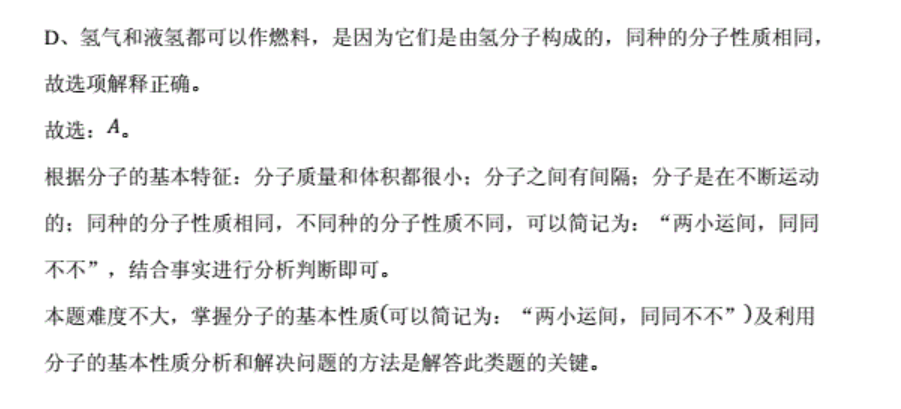 D、氢气和液氢都可以作燃料，是因为它们是由氢分子构成的，同种的分子性质相同，
故选项解释正确。
故选：A。
根据分子的基本特征：分子质量和体积都很小；分子之间有间隔；分子是在不断运动
的；同种的分子性质相同，不同种的分子性质不同，可以简记为：“两小运间，同同
不不”，结合事实进行分析判断即可。
本题难度不大，掌握分子的基本性质(可以简记为：“两小运间，同同不不”)及利用
分子的基本性质分析和解决问题的方法是解答此类题的关键。